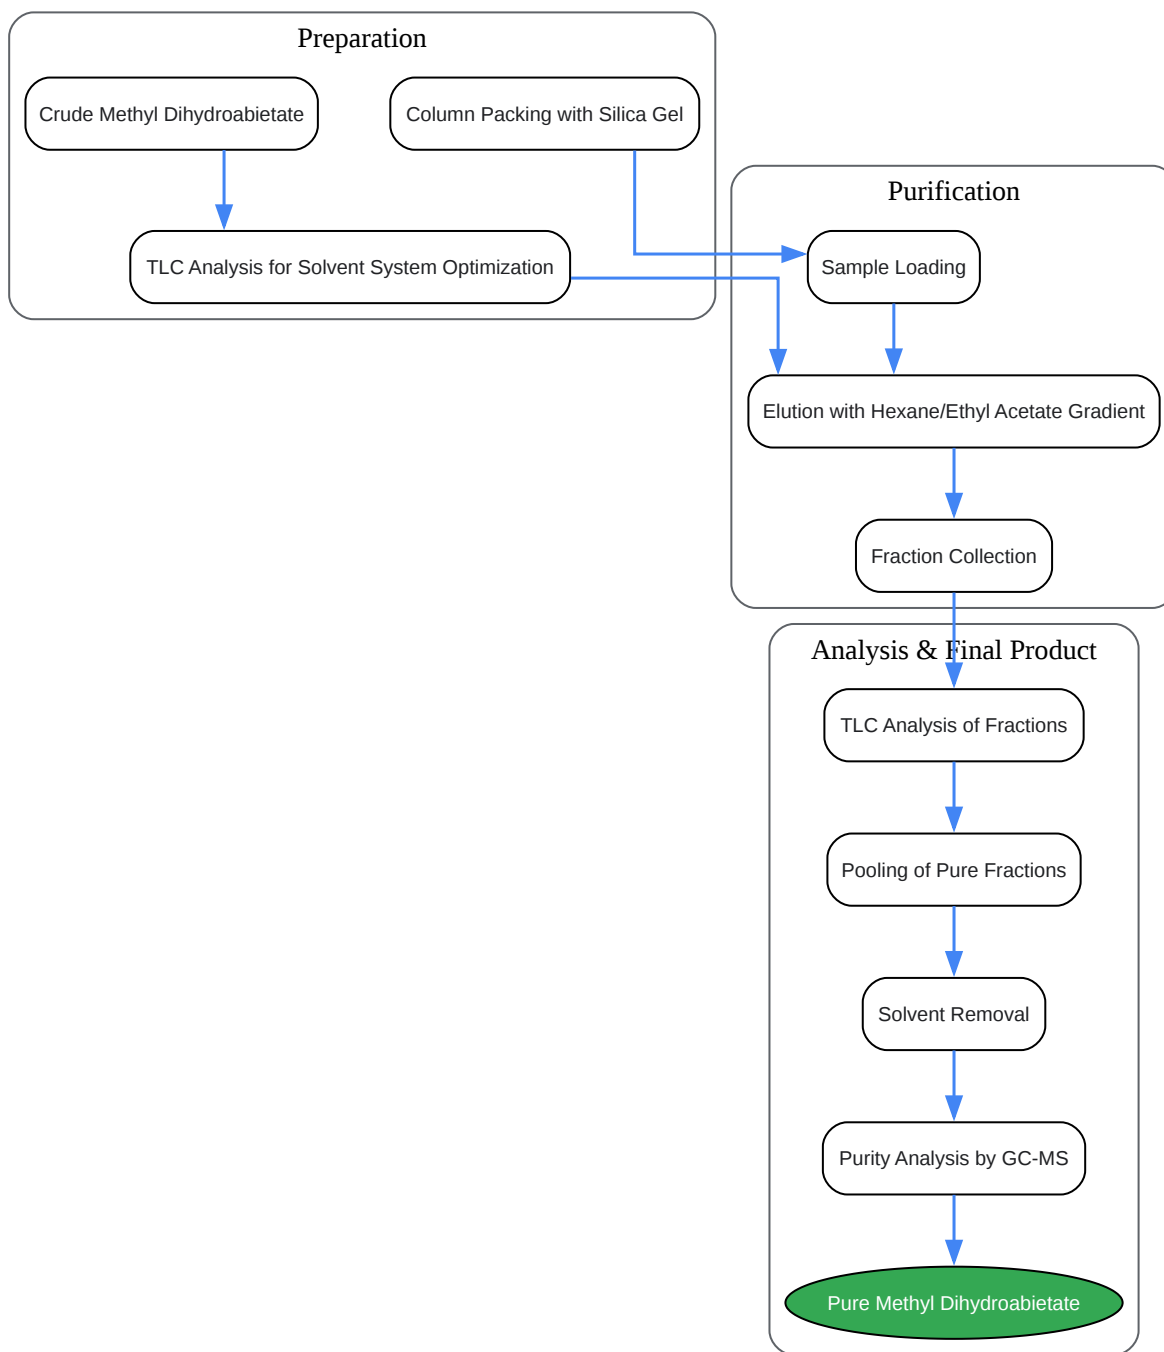 Preparation
Crude Methyl Dihydroabietate
Column Packing with Silica Gel
TLC Analysis for Solvent System Optimization
Purification
Sample Loading
Elution with Hexane/Ethyl Acetate Gradient
Fraction Collection
Analysis & Final Product
TLC Analysis of Fractions
Pooling of Pure Fractions
Solvent Removal
Purity Analysis by GC-MS
Pure Methyl Dihydroabietate